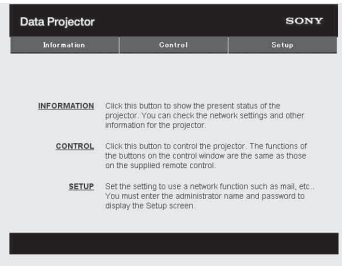 Data Projector SONY
Information Control Setup
INFORMATION Click this button to show the present status of the
projector. You can check the network settings and other
information for the projector.
CONTROL Click this button to control the projector. The functions of
the buttons on the control window are the same as those
on the supplied remote control.
SETUP Set the setting to use a network function such as mail, etc..
You must enter the administrator name and password to
display the Setup screen.